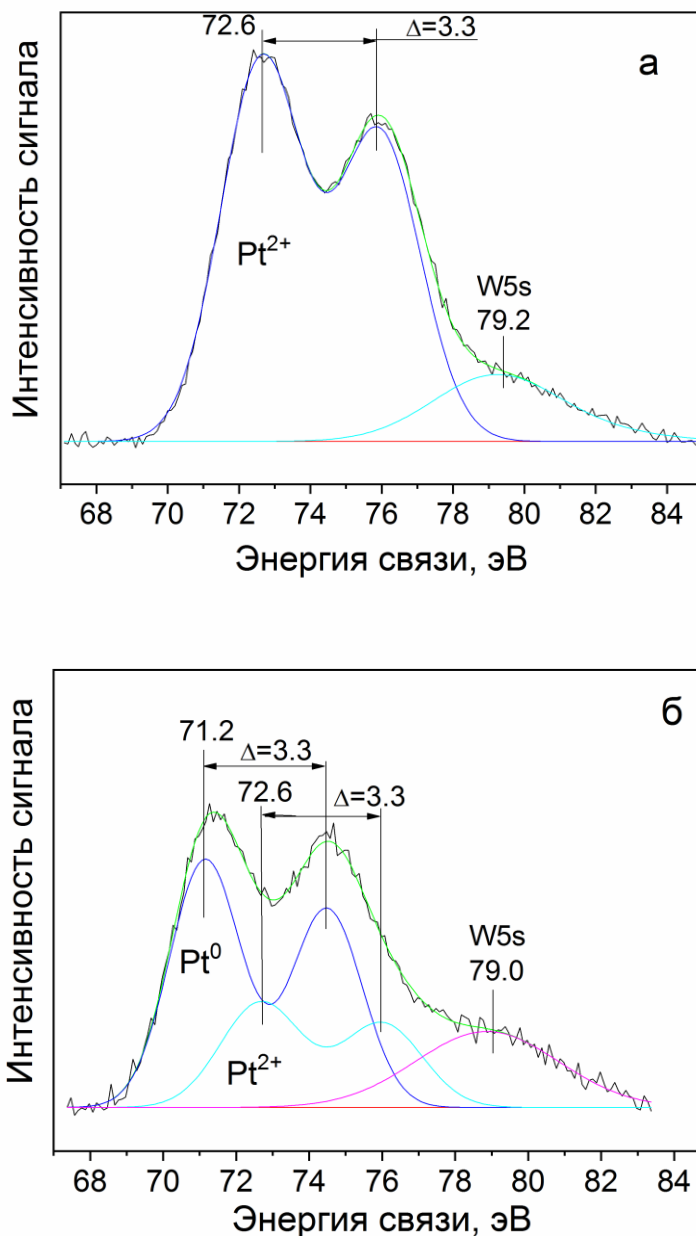 72.6
Δ=3.3
а
Pt²⁺
W5s
79.2
Интенсивность сигнала
68 70 72 74 76 78 80 82 84
Энергия связи, эВ
б
71.2
Δ=3.3
72.6
Δ=3.3
Pt⁰
Pt²⁺
W5s
79.0
Интенсивность сигнала
68 70 72 74 76 78 80 82 84
Энергия связи, эВ